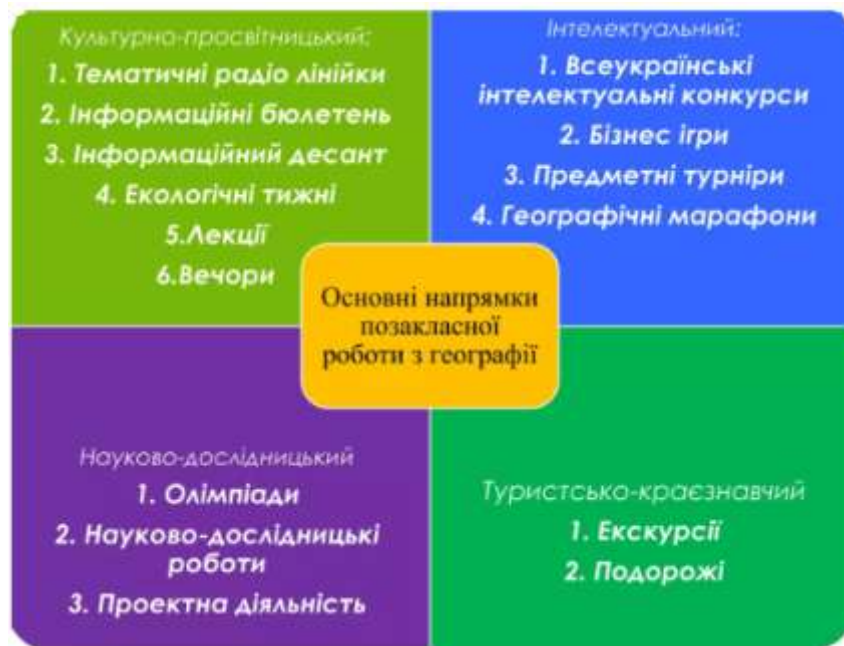 Культурно-просвітницький:
1. Тематичні радіо лінійки
2. Інформаційні бюлетень
3. Інформаційний десант
4. Екологічні тижні
5.Лекції
6.Вечори
Інтелектуальний:
1. Всеукраїнські
інтелектуальні конкурси
2. Бізнес ігри
3. Предметні турніри
4. Географічні марафони
Основні напрямки
позакласної
роботи з географії
Науково-дослідницький
1. Олімпіади
2. Науково-дослідницькі
роботи
3. Проектна діяльність
Туристсько-краєзнавчий
1. Екскурсії
2. Подорожі